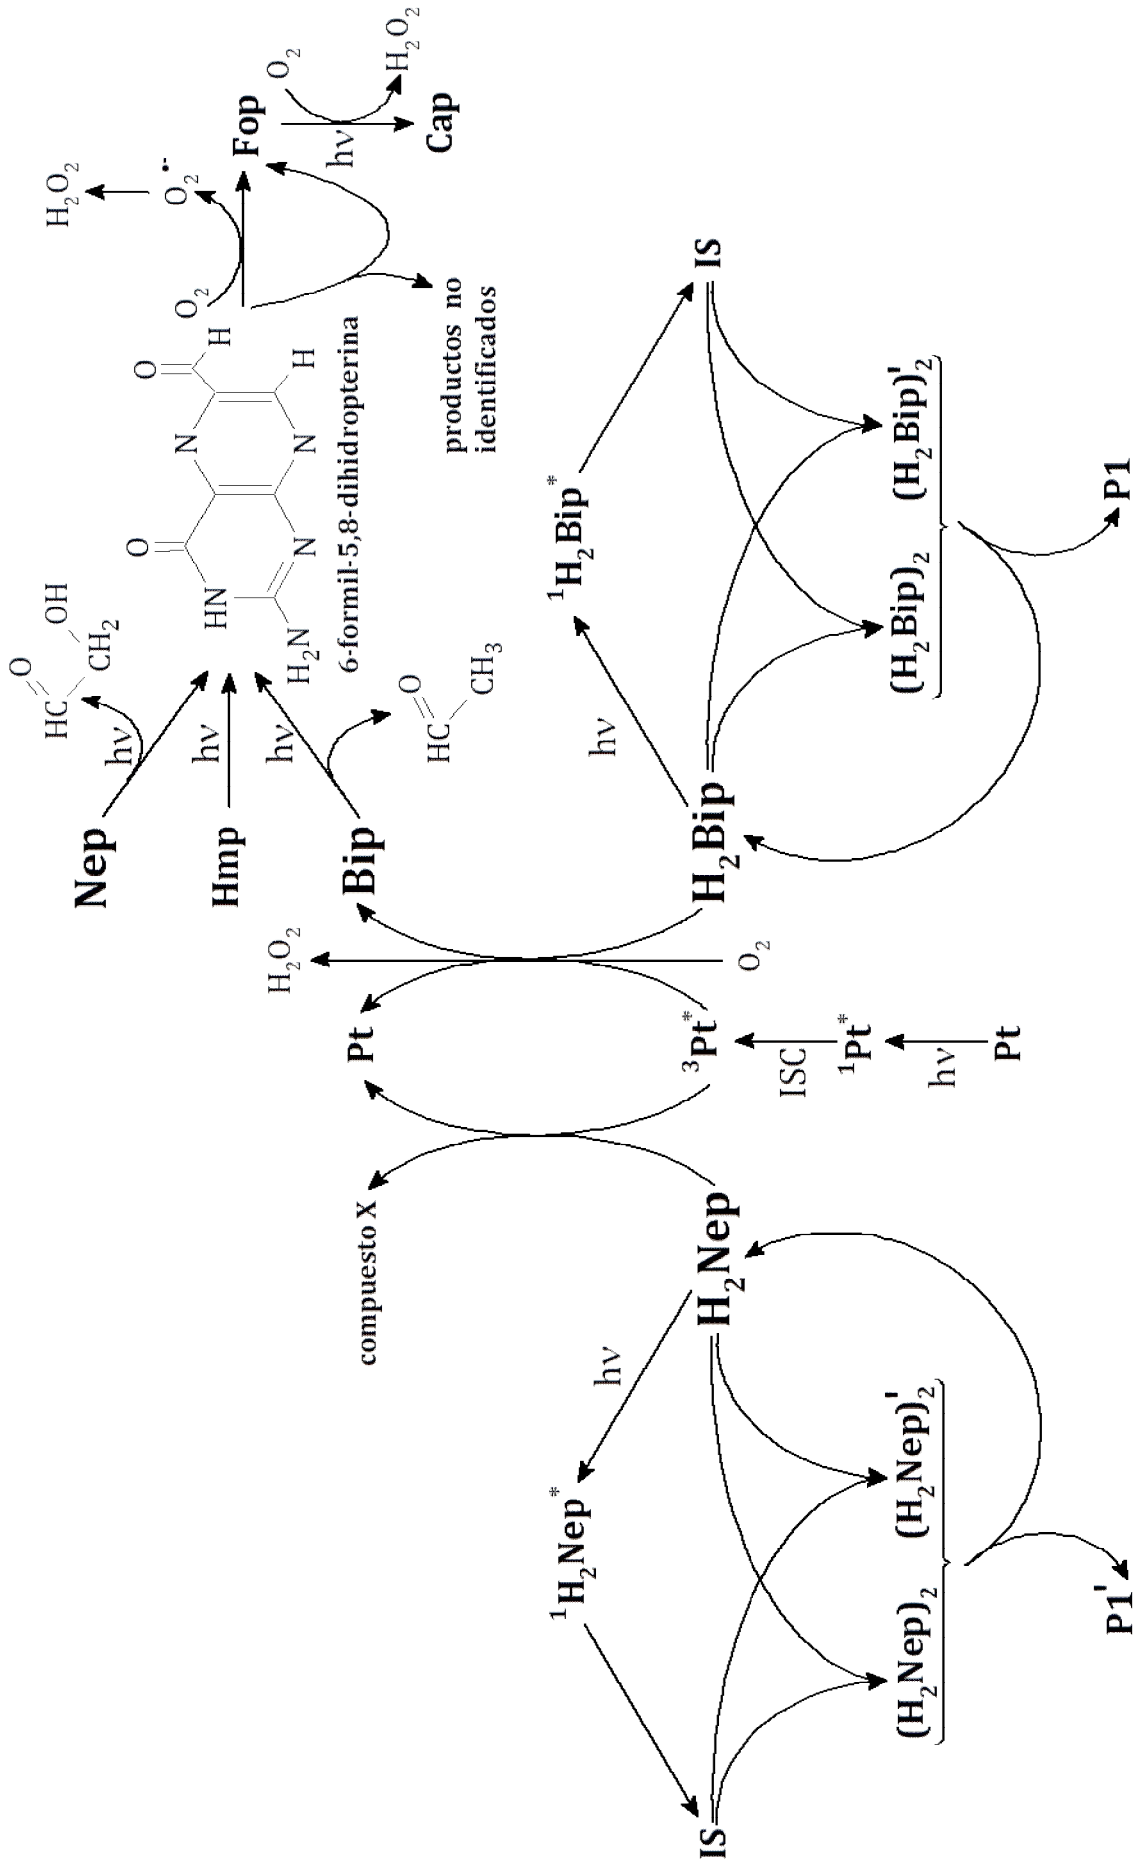 Nep
hν
HC
O
CH₂
OH
Hmp
hν
Bip
hν
HC
O
CH₃
O
HN
N
H₂N
N
N
O
H
H
6-formil-5,8-dihidropterina
O₂
O₂•-
H₂O₂
Fop
O₂
hν
H₂O₂
Cap
productos no
identificados
compuesto X
Pt
H₂O₂
¹H₂Nep*
hν
¹H₂Bip*
hν
IS
H₂Nep
³Pt*
O₂
H₂Bip
IS
ISC
¹Pt*
hν
Pt
(H₂Nep)₂
(H₂Nep)'₂
(H₂Bip)₂
(H₂Bip)'₂
P1'
P1